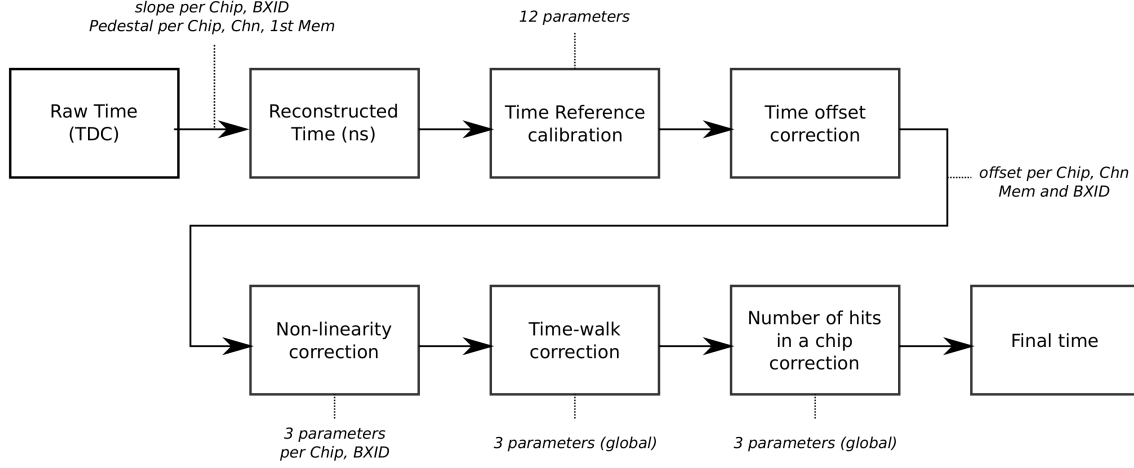 slope per Chip, BXID
Pedestal per Chip, Chn, 1st Mem
12 parameters
Raw Time
(TDC)
Reconstructed
Time (ns)
Time Reference
calibration
Time offset
correction
offset per Chip, Chn
Mem and BXID
Non-linearity
correction
Time-walk
correction
Number of hits
in a chip
correction
Final time
3 parameters
per Chip, BXID
3 parameters (global)
3 parameters (global)